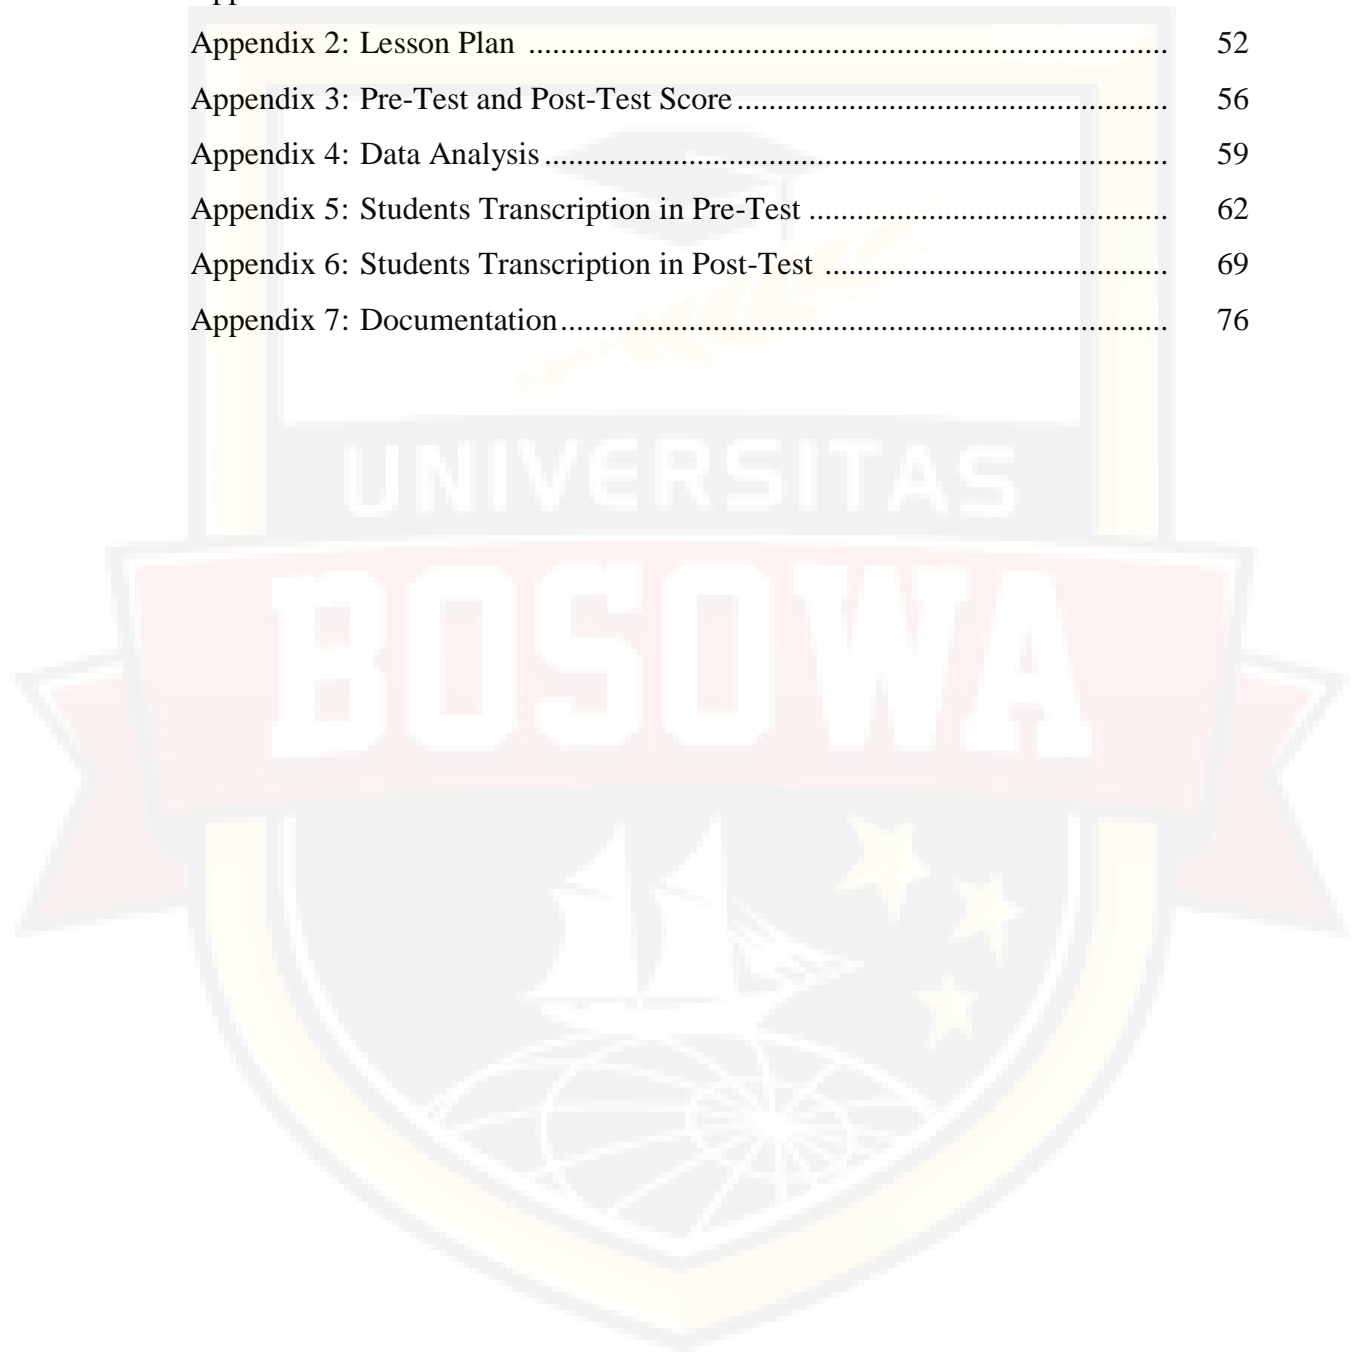 Appendix 2: Lesson Plan ................................................................................ 52
Appendix 3: Pre-Test and Post-Test Score ..................................................... 56
Appendix 4: Data Analysis ............................................................................. 59
Appendix 5: Students Transcription in Pre-Test ............................................ 62
Appendix 6: Students Transcription in Post-Test .......................................... 69
Appendix 7: Documentation ........................................................................... 76
UNIVERSITAS
BOSOWA